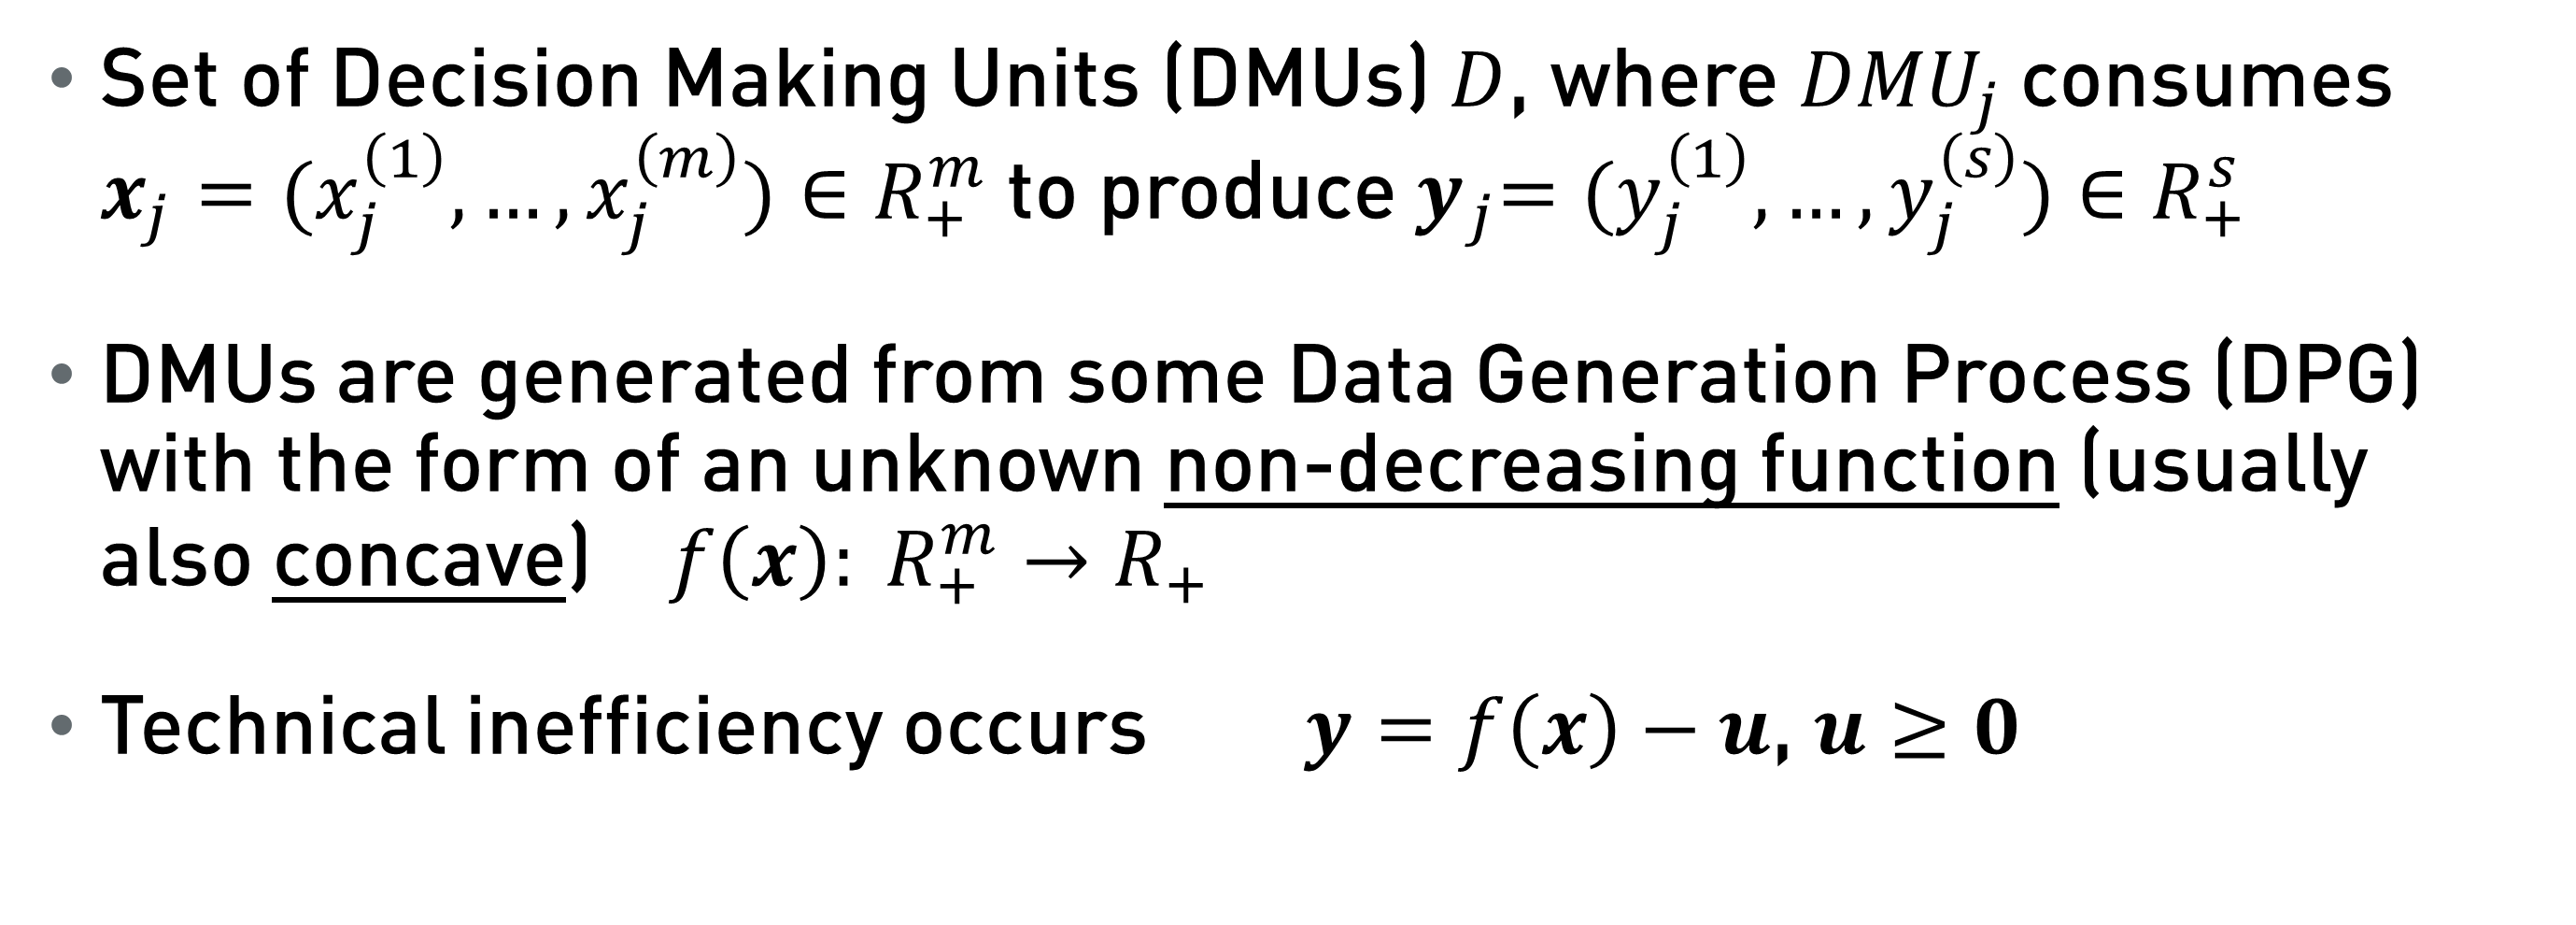 • Set of Decision Making Units (DMUs) D, where DMU_j consumes
x_j = (x_j^(1), ..., x_j^(m)) ∈ R_+^m to produce y_j = (y_j^(1), ..., y_j^(s)) ∈ R_+^s
• DMUs are generated from some Data Generation Process (DPG)
with the form of an unknown non-decreasing function (usually
also concave) f(x): R_+^m → R_+
• Technical inefficiency occurs y = f(x) − u, u ≥ 0